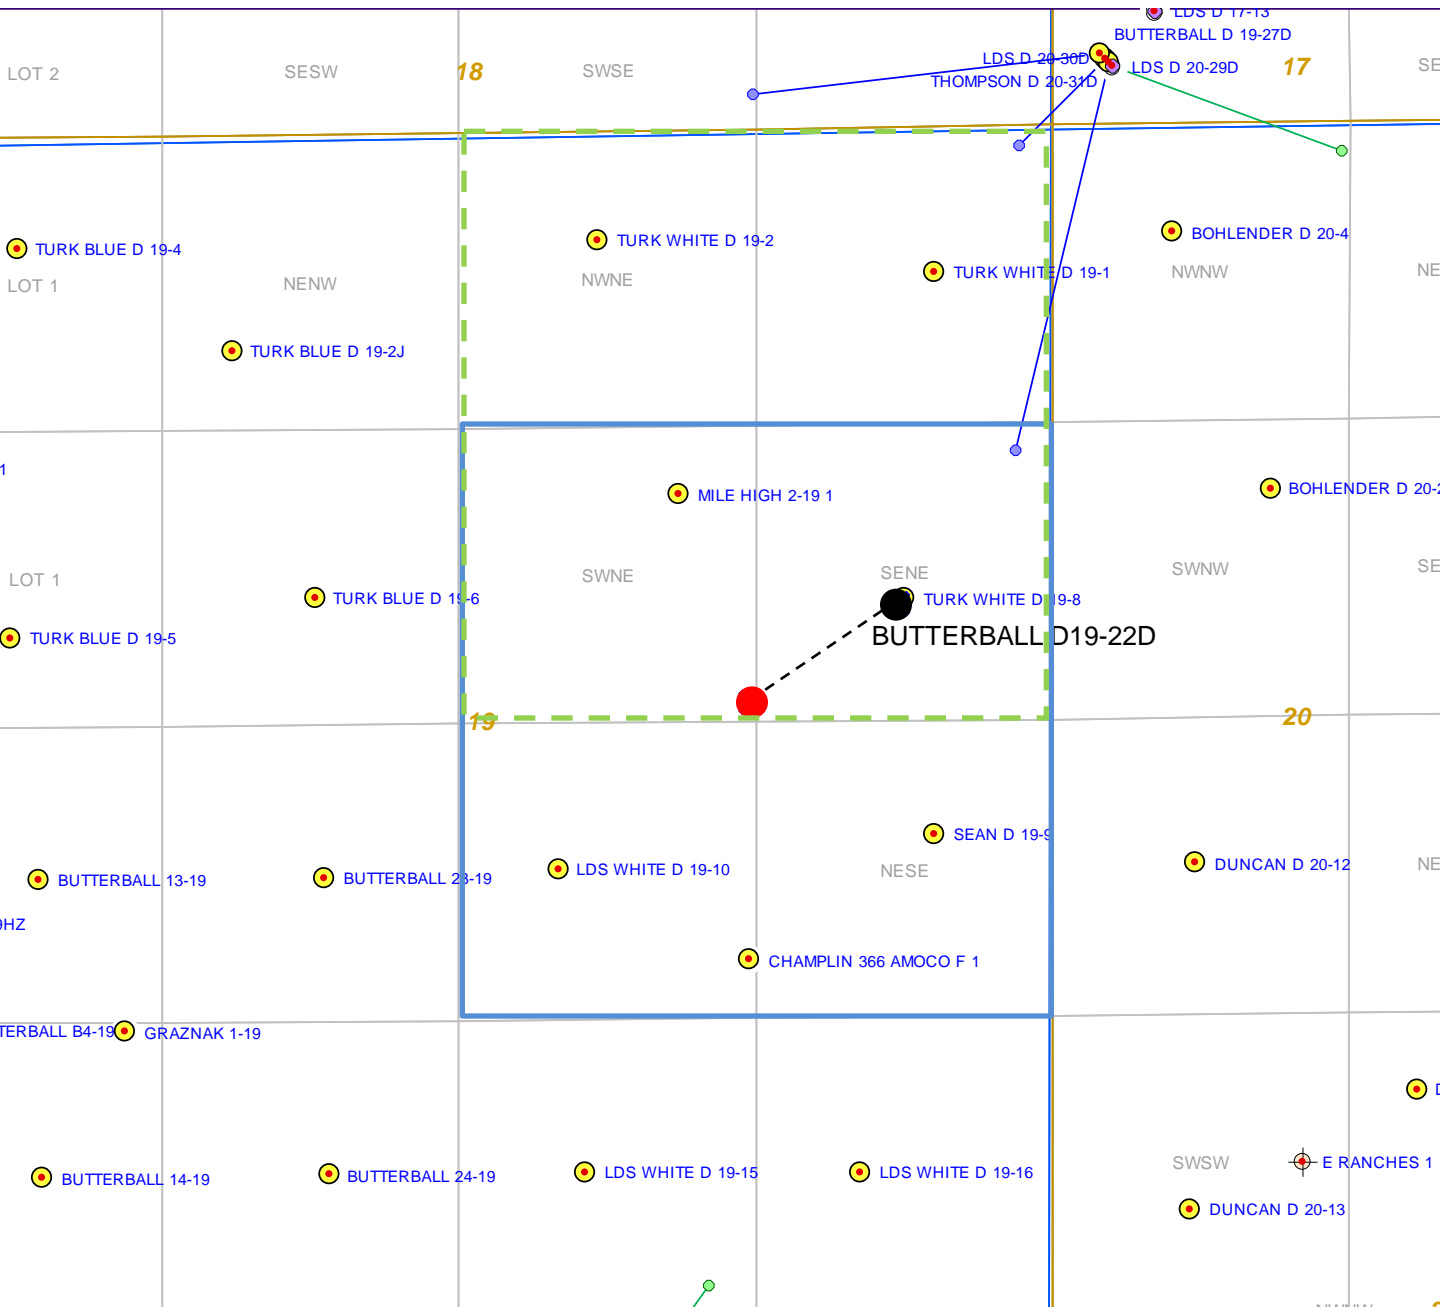 LDS D 17-13
BUTTERBALL D 19-27D
LDS D 20-30D
LDS D 20-29D
THOMPSON D 20-31D
LOT 2
SESW
18
SWSE
17
SE
TURK BLUE D 19-4
TURK WHITE D 19-2
BOHLENDER D 20-4
LOT 1
NENW
NWNE
TURK WHITE D 19-1
NWNW
NE
TURK BLUE D 19-2J
1
MILE HIGH 2-19 1
BOHLENDER D 20-2
LOT 1
SWNE
SENE
SWNW
SE
TURK BLUE D 19-6
TURK WHITE D 19-8
TURK BLUE D 19-5
BUTTERBALL D19-22D
19
20
SEAN D 19-9
BUTTERBALL 13-19
BUTTERBALL 23-19
LDS WHITE D 19-10
NESE
DUNCAN D 20-12
NE
9HZ
CHAMPLIN 366 AMOCO F 1
TERBALL B4-19
GRAZNAK 1-19
D
BUTTERBALL 14-19
BUTTERBALL 24-19
LDS WHITE D 19-15
LDS WHITE D 19-16
SWSW
E RANCHES 1
DUNCAN D 20-13
NWNW